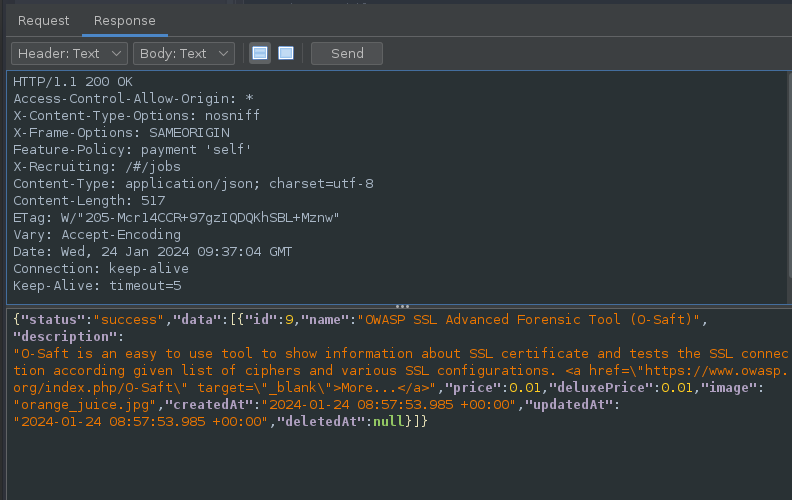 Request Response
Header: Text Body: Text Send
HTTP/1.1 200 OK
Access-Control-Allow-Origin: *
X-Content-Type-Options: nosniff
X-Frame-Options: SAMEORIGIN
Feature-Policy: payment 'self'
X-Recruiting: /#/jobs
Content-Type: application/json; charset=utf-8
Content-Length: 517
ETag: W/"205-Mcr14CCR+97gzIQDQKhSBL+Mznw"
Vary: Accept-Encoding
Date: Wed, 24 Jan 2024 09:37:04 GMT
Connection: keep-alive
Keep-Alive: timeout=5
{"status":"success","data":[{"id":9,"name":"OWASP SSL Advanced Forensic Tool (O-Saft)",
"description":
"O-Saft is an easy to use tool to show information about SSL certificate and tests the SSL connec
tion according given list of ciphers and various SSL configurations. <a href=\"https://www.owasp.
org/index.php/O-Saft\" target=\"_blank\">More...</a>","price":0.01,"deluxePrice":0.01,"image":
"orange_juice.jpg","createdAt":"2024-01-24 08:57:53.985 +00:00","updatedAt":
"2024-01-24 08:57:53.985 +00:00","deletedAt":null}]}